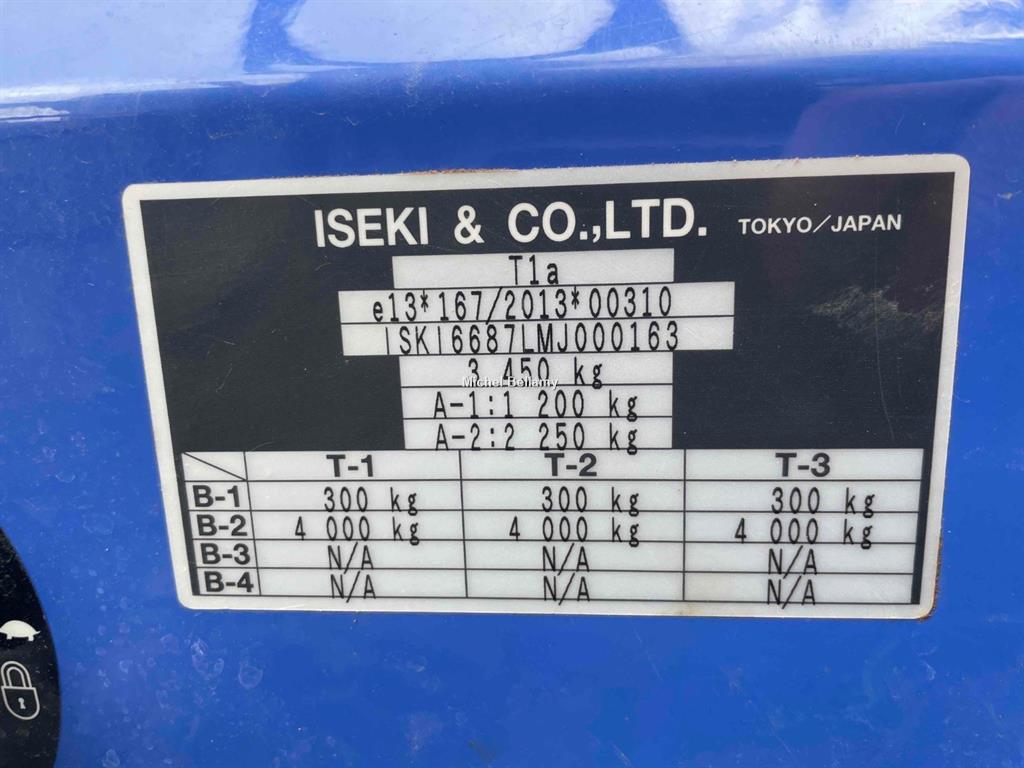 ISEKI & CO.,LTD. TOKYO/JAPAN
T1a
e13*167/2013*00310
ISKI6687LMJ000163
3 450 kg
Michel Bellamy
A-1:1 200 kg
A-2:2 250 kg
T-1 T-2 T-3
B-1 300 kg 300 kg 300 kg
B-2 4 000 kg 4 000 kg 4 000 kg
B-3 N/A N/A N/A
B-4 N/A N/A N/A